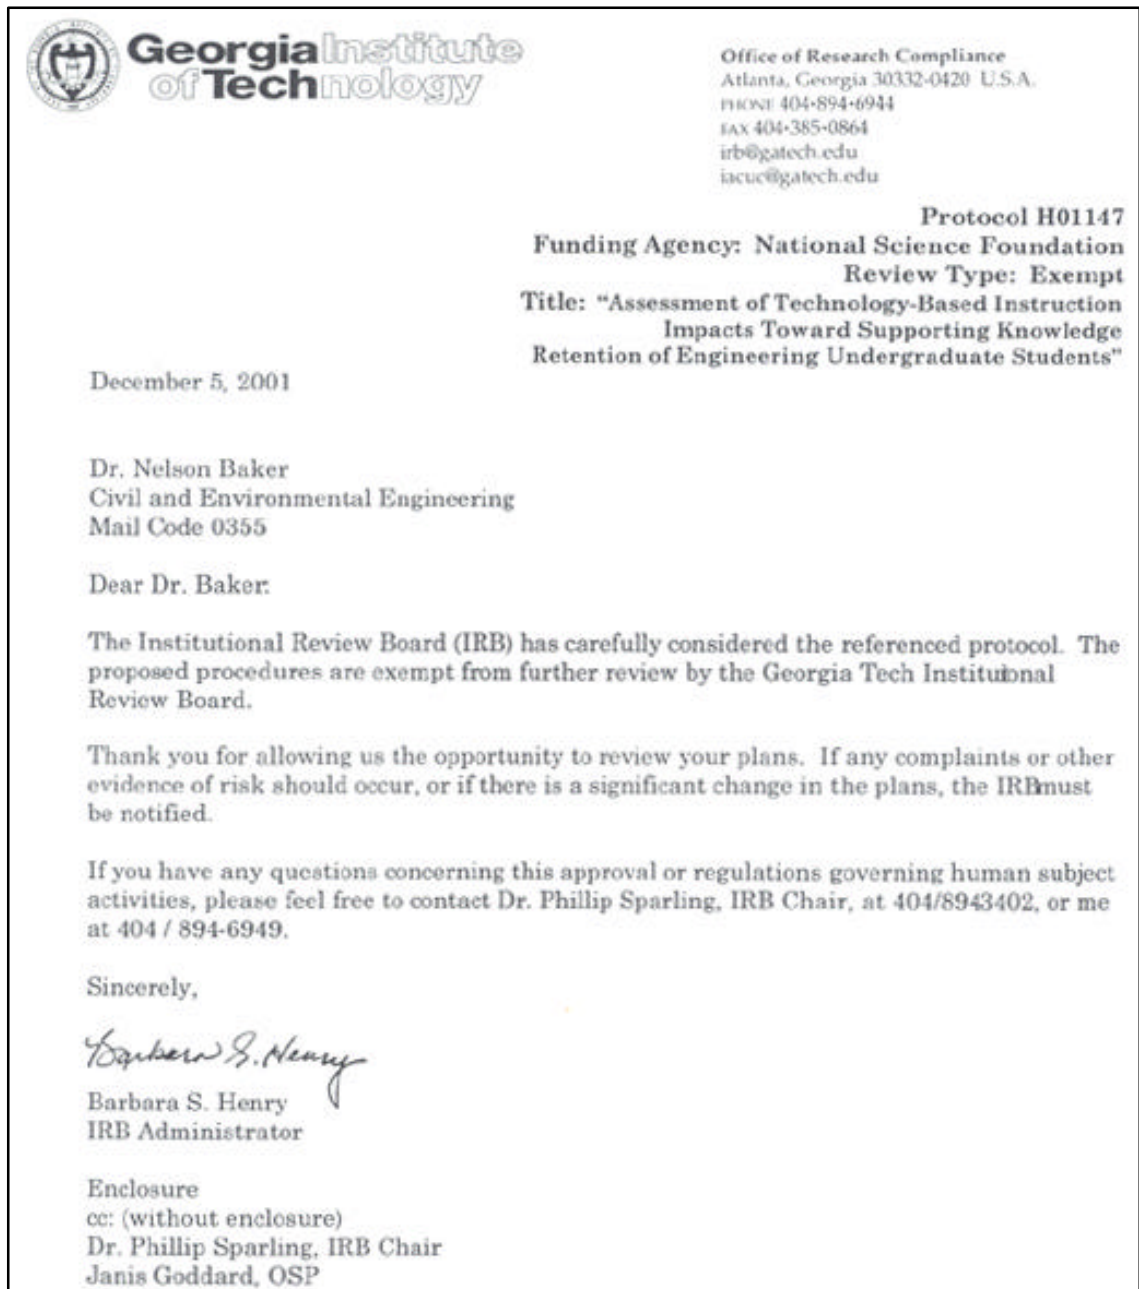 Georgia Institute
of Technology
Office of Research Compliance
Atlanta, Georgia 30332-0420 U.S.A.
PHONE 404•894•6944
FAX 404•385•0864
irb@gatech.edu
iacuc@gatech.edu
Protocol H01147
Funding Agency: National Science Foundation
Review Type: Exempt
Title: “Assessment of Technology-Based Instruction
Impacts Toward Supporting Knowledge
Retention of Engineering Undergraduate Students”
December 5, 2001
Dr. Nelson Baker
Civil and Environmental Engineering
Mail Code 0355
Dear Dr. Baker:
The Institutional Review Board (IRB) has carefully considered the referenced protocol. The
proposed procedures are exempt from further review by the Georgia Tech Institutional
Review Board.
Thank you for allowing us the opportunity to review your plans. If any complaints or other
evidence of risk should occur, or if there is a significant change in the plans, the IRB must
be notified.
If you have any questions concerning this approval or regulations governing human subject
activities, please feel free to contact Dr. Phillip Sparling, IRB Chair, at 404/8943402, or me
at 404 / 894-6949.
Sincerely,
Barbara S. Henry
Barbara S. Henry
IRB Administrator
Enclosure
cc: (without enclosure)
Dr. Phillip Sparling, IRB Chair
Janis Goddard, OSP